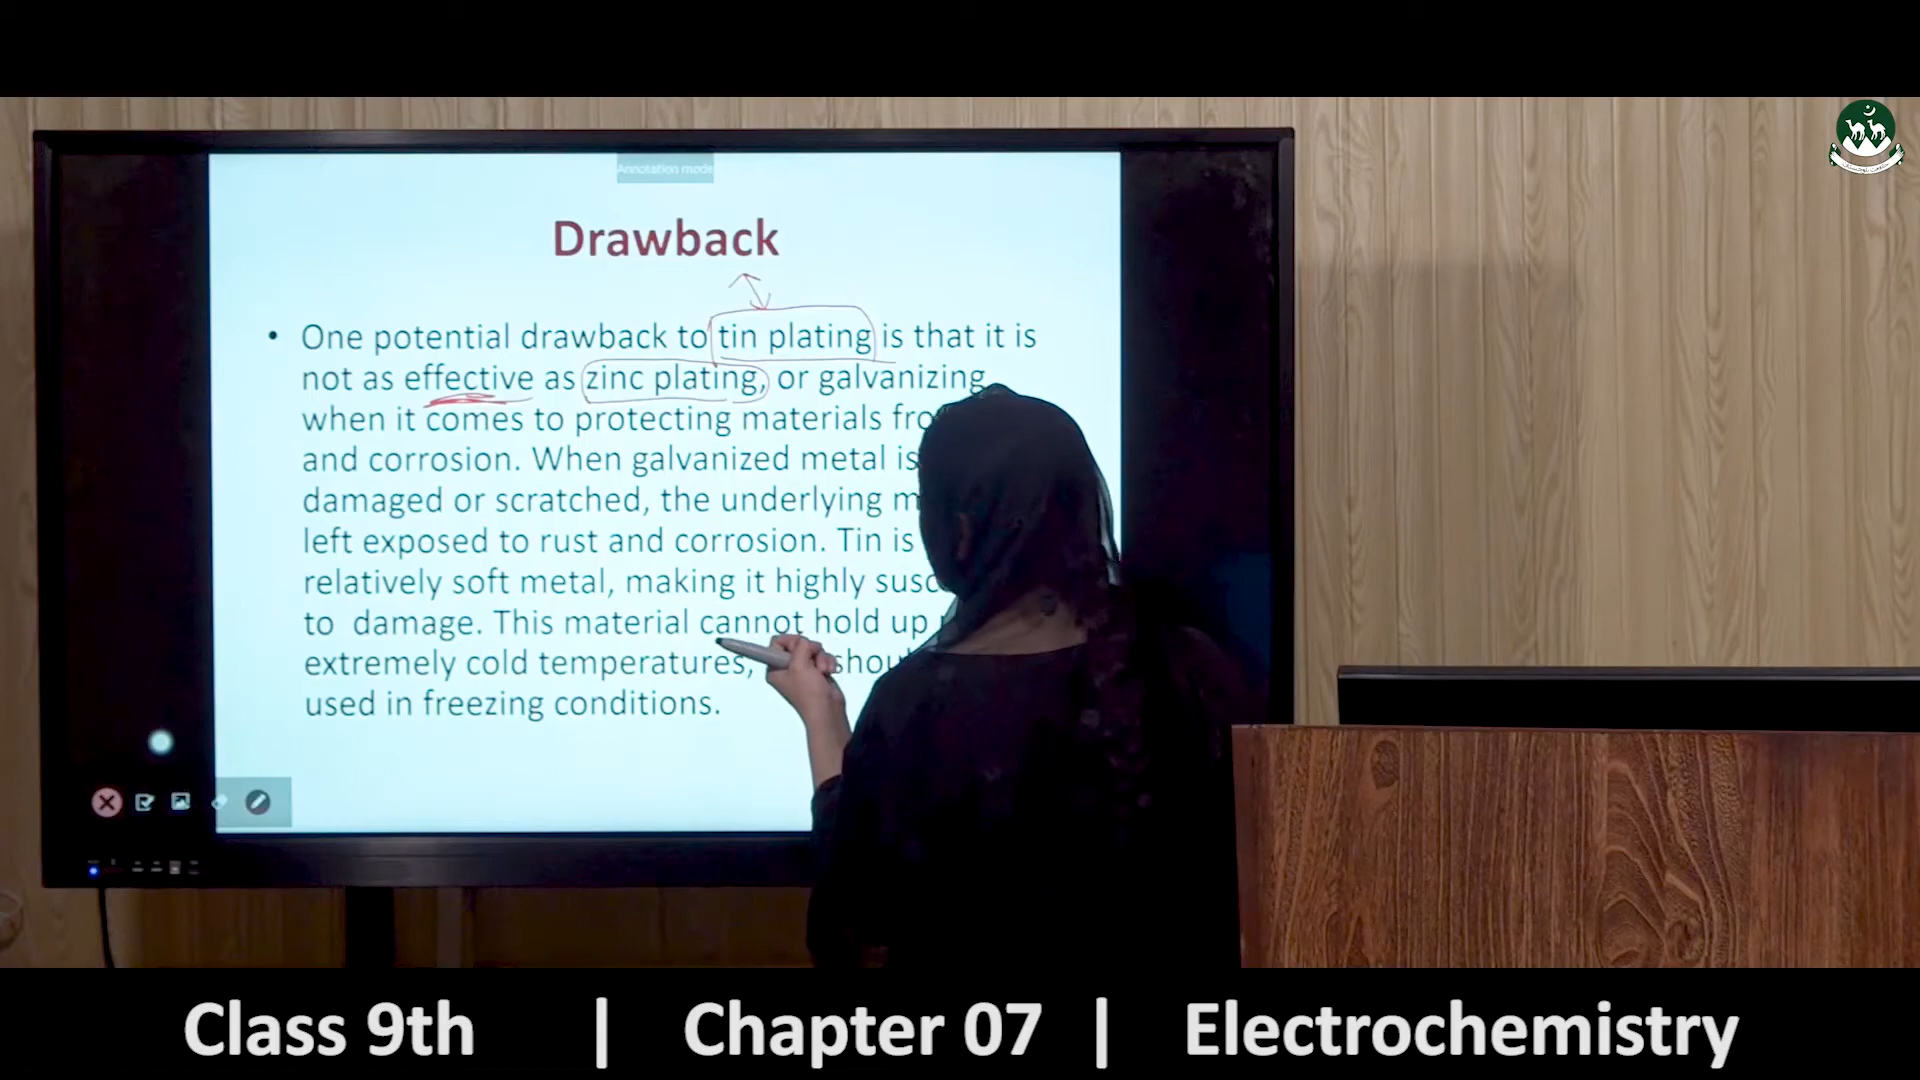 Annotation mode
Drawback
• One potential drawback to tin plating is that it is
not as effective as zinc plating, or galvanizing
when it comes to protecting materials
and corrosion. When galvanized metal is
damaged or scratched, the underlying
left exposed to rust and corrosion. Tin is
relatively soft metal, making it highly
to damage. This material cannot hold up
extremely cold temperatures,
used in freezing conditions.
Class 9th | Chapter 07 | Electrochemistry